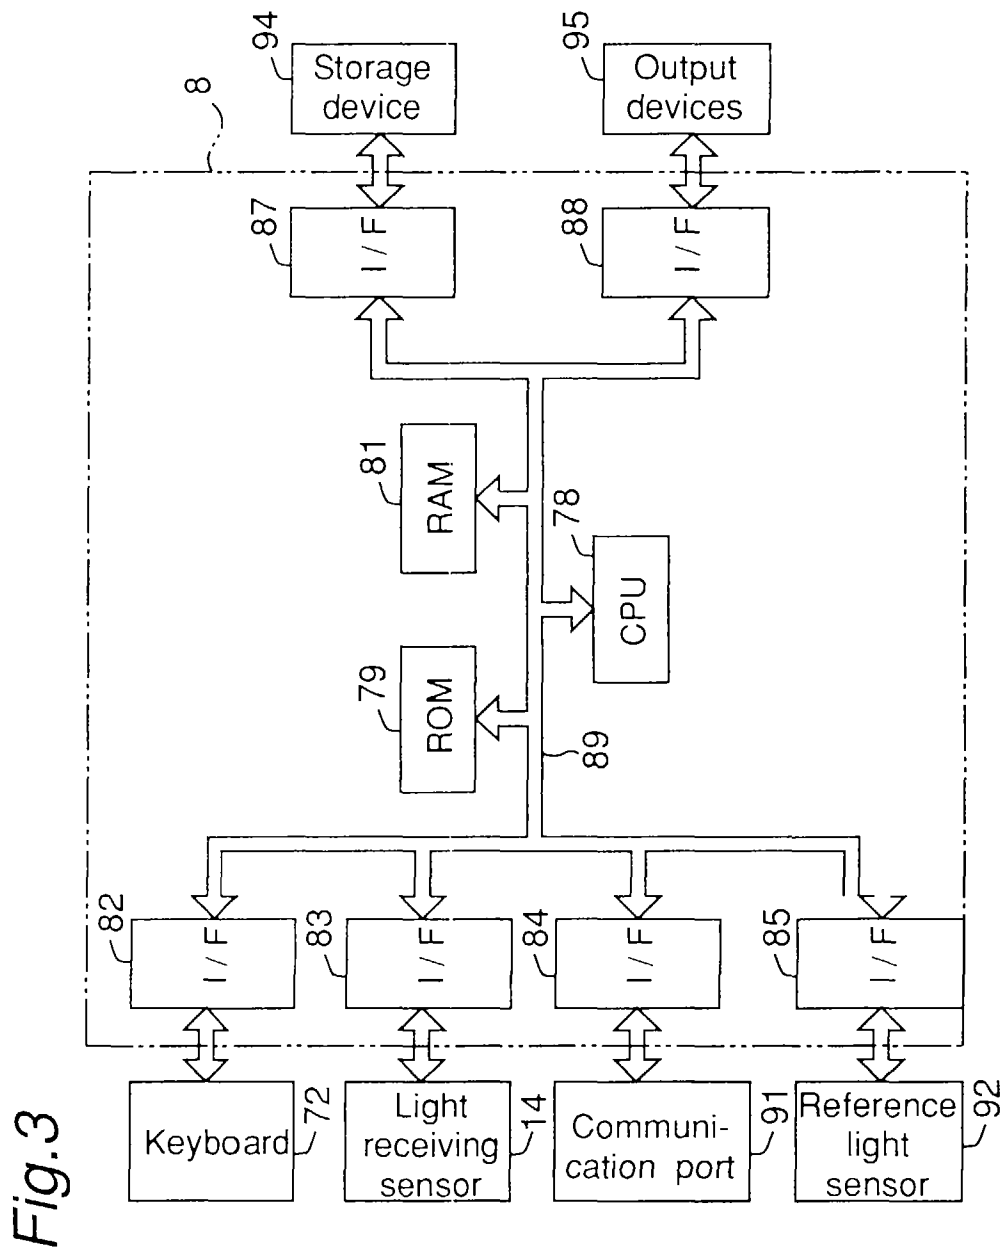 Fig.3
8
94
Storage
device
95
Output
devices
87
I/F
88
I/F
81
RAM
78
CPU
79
ROM
89
82
I/F
83
I/F
84
I/F
85
I/F
Keyboard
72
Light
receiving
sensor
14
Communi-
cation port
91
Reference
light
sensor
92